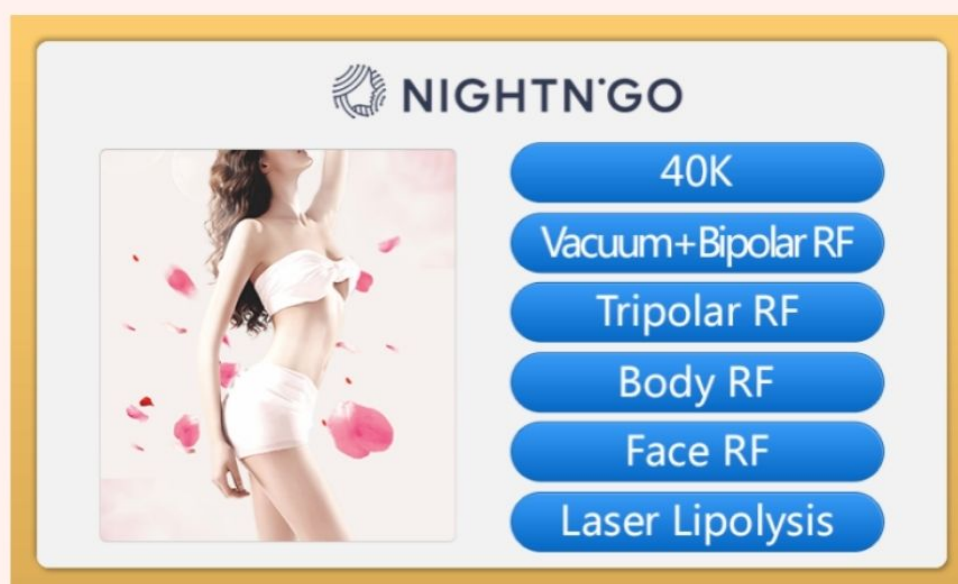 NIGHTN'GO
40K
Vacuum+Bipolar RF
Tripolar RF
Body RF
Face RF
Laser Lipolysis